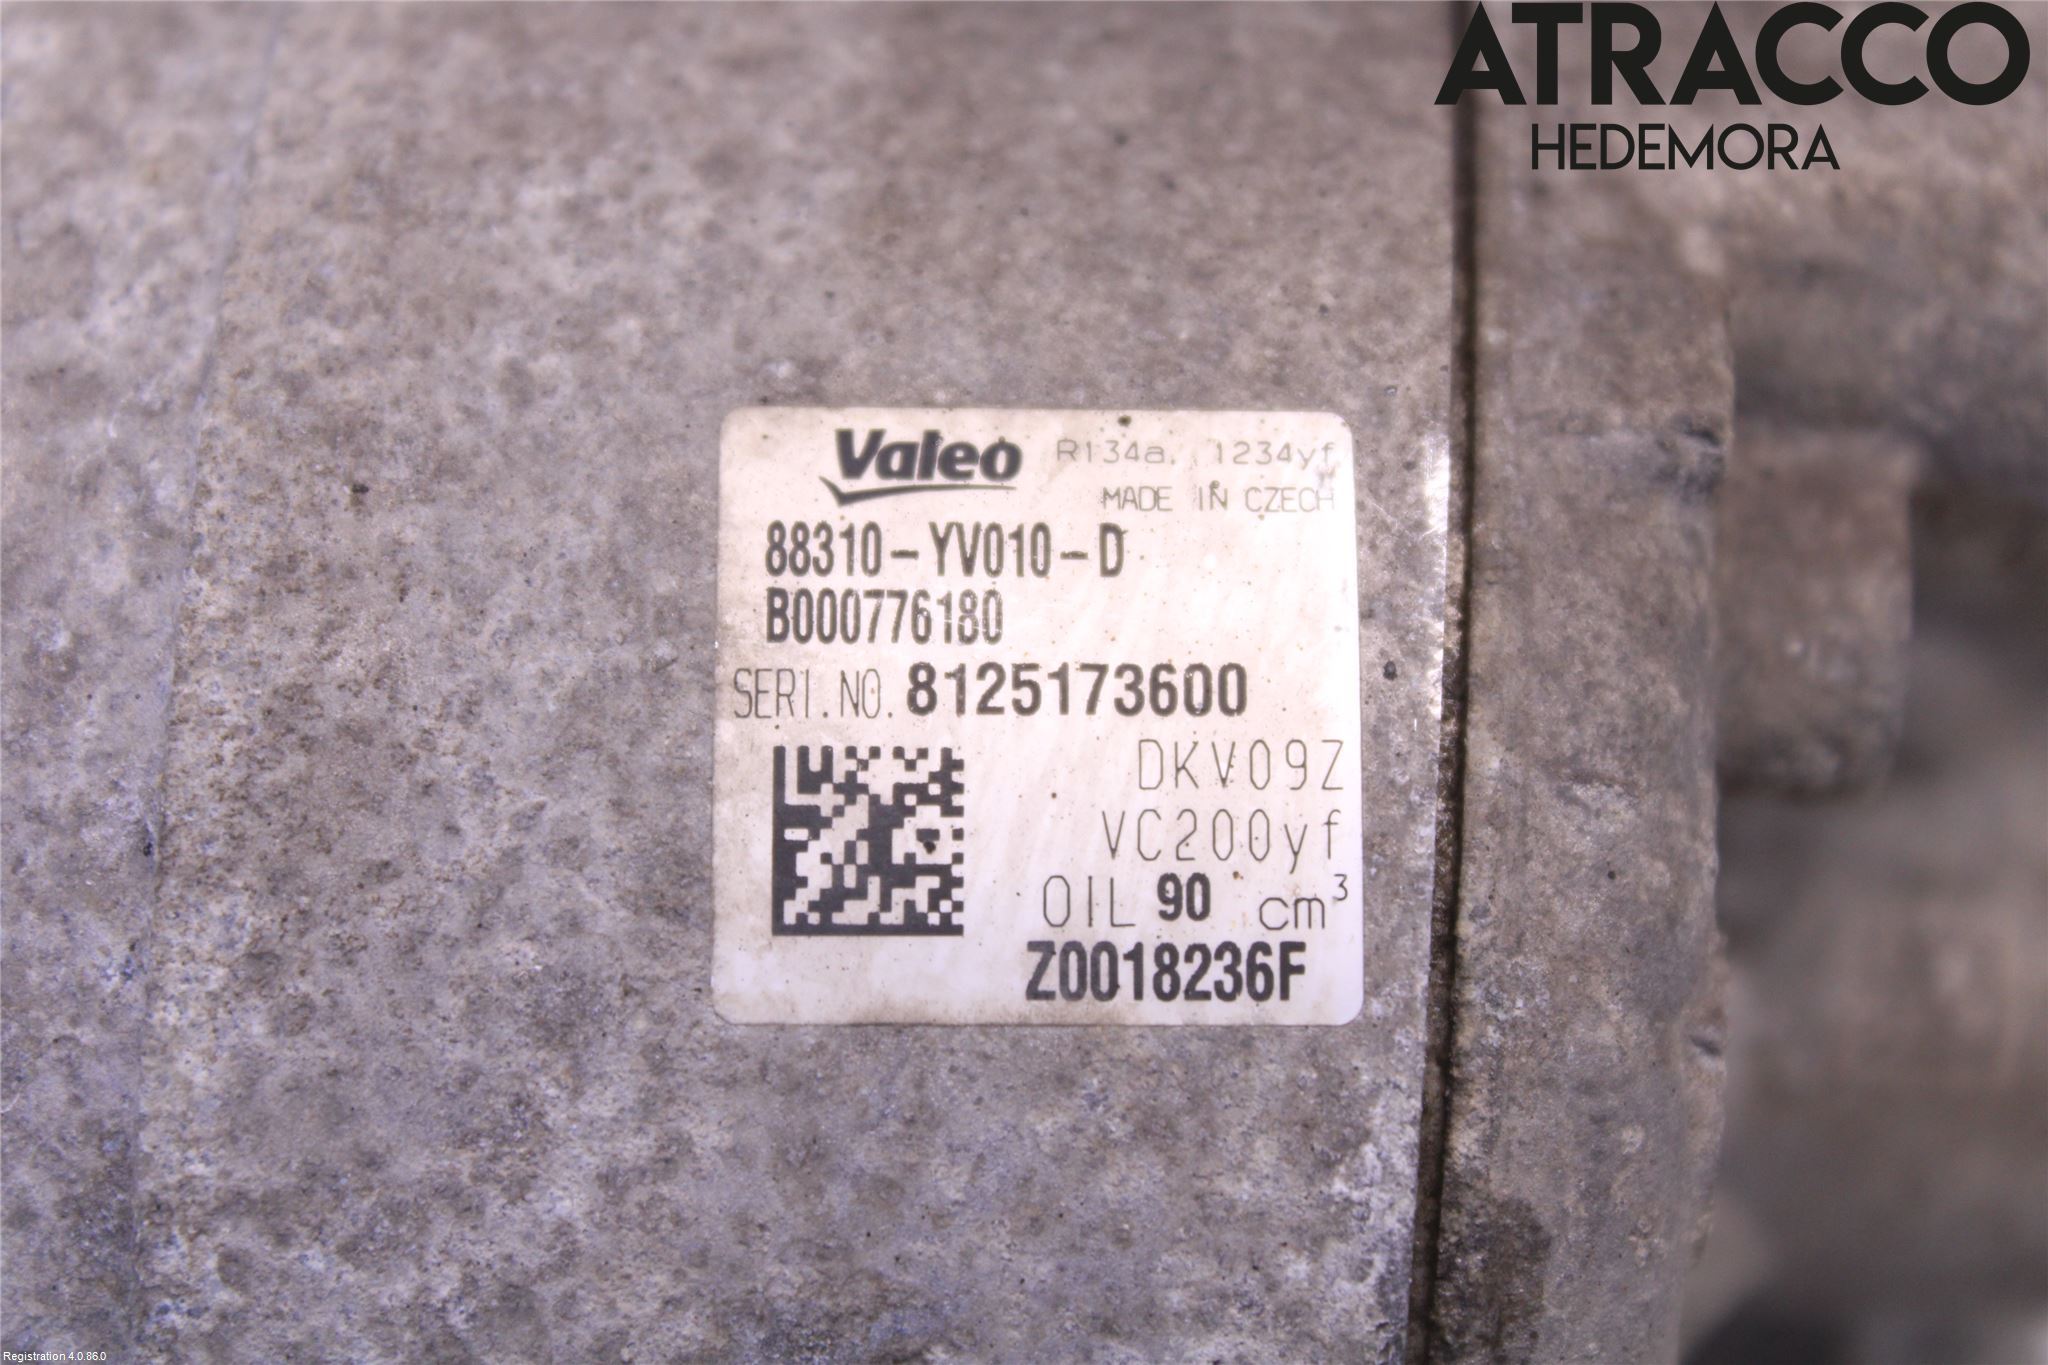 ATRACCO
HEDEMORA
Valeo R134a, 1234yf
MADE IN CZECH
88310-YV010-D
B000776180
SERI.NO. 8125173600
DKV09Z
VC200yf
OIL 90 cm³
Z0018236F
Registration 4.0.86.0